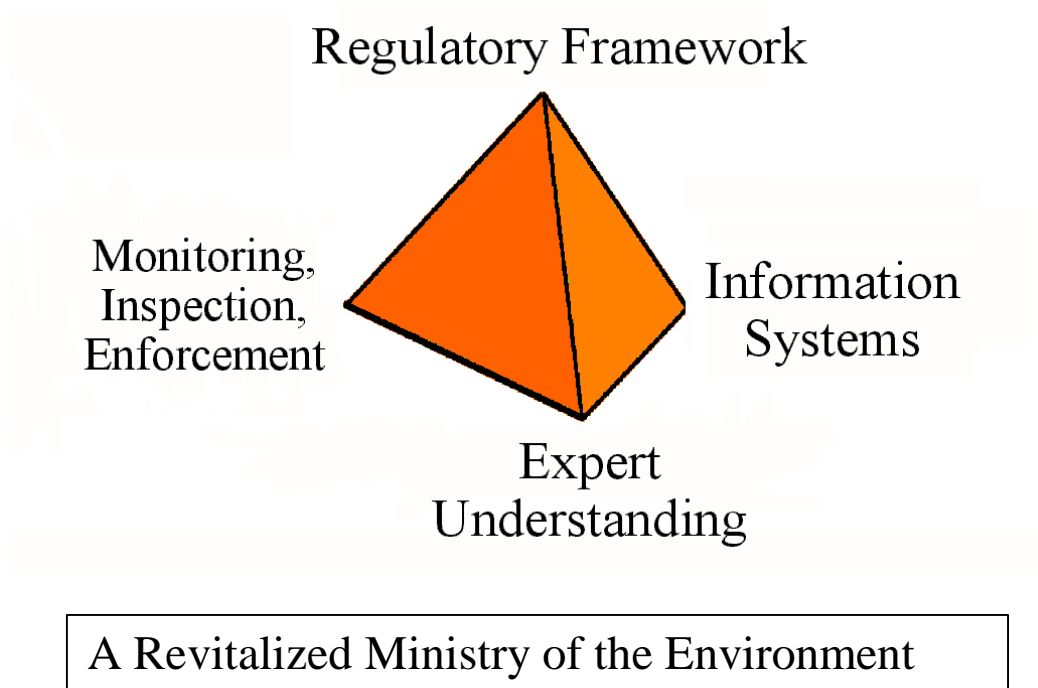 Regulatory Framework
Monitoring,
Inspection,
Enforcement
Information
Systems
Expert
Understanding
A Revitalized Ministry of the Environment